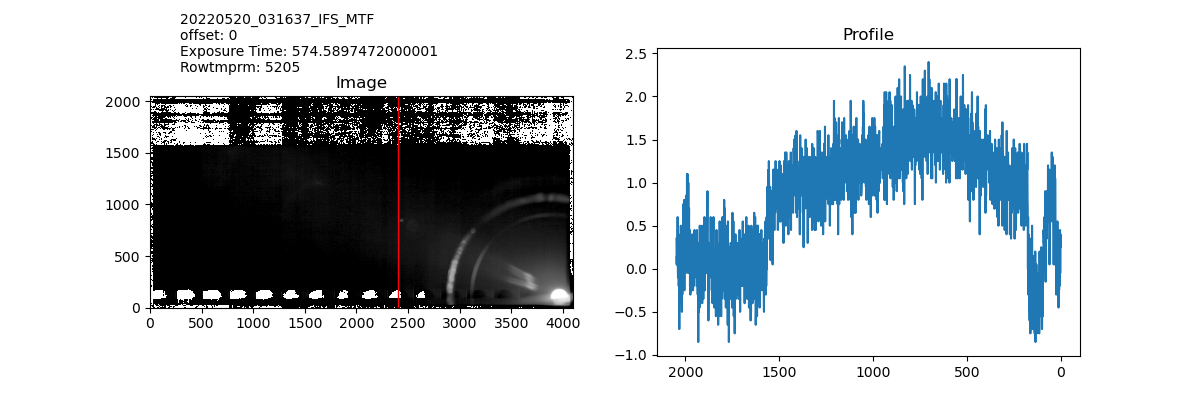 20220520_031637_IFS_MTF
offset: 0
Exposure Time: 574.5897472000001
Rowtmprm: 5205
Image
2000
1500
1000
500
0
0 500 1000 1500 2000 2500 3000 3500 4000
Profile
2.5
2.0
1.5
1.0
0.5
0.0
−0.5
−1.0
2000 1500 1000 500 0